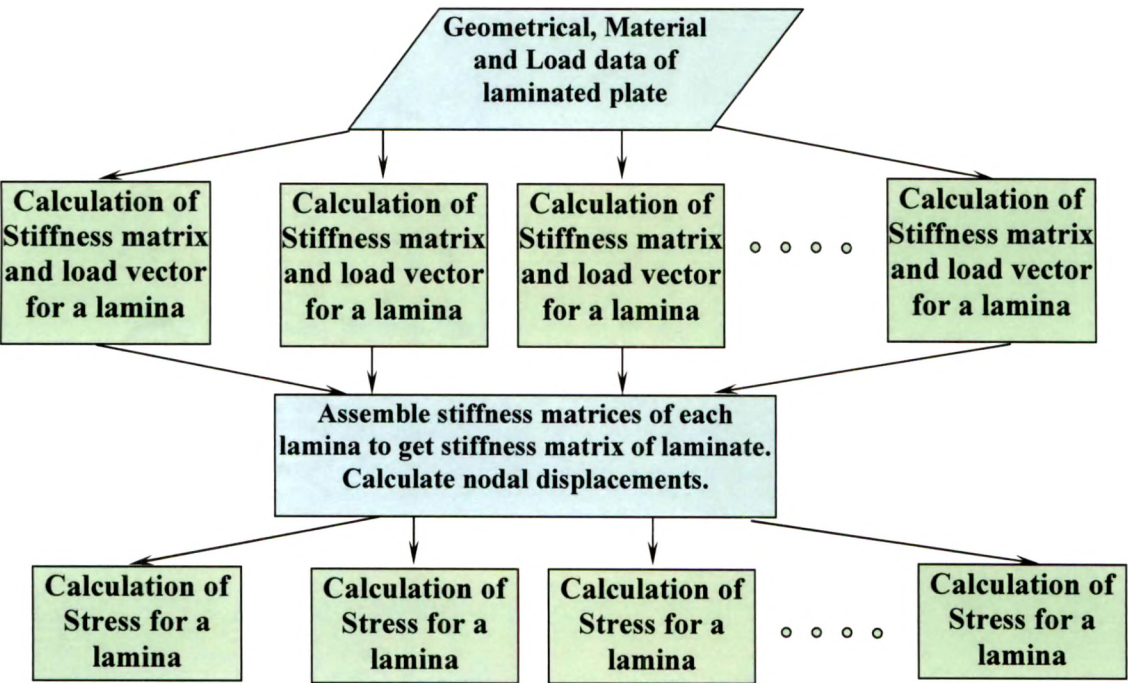 Geometrical, Material
and Load data of
laminated plate
Calculation of
Stiffness matrix
and load vector
for a lamina
Calculation of
Stiffness matrix
and load vector
for a lamina
Calculation of
Stiffness matrix
and load vector
for a lamina
Calculation of
Stiffness matrix
and load vector
for a lamina
Assemble stiffness matrices of each
lamina to get stiffness matrix of laminate.
Calculate nodal displacements.
Calculation of
Stress for a
lamina
Calculation of
Stress for a
lamina
Calculation of
Stress for a
lamina
Calculation of
Stress for a
lamina